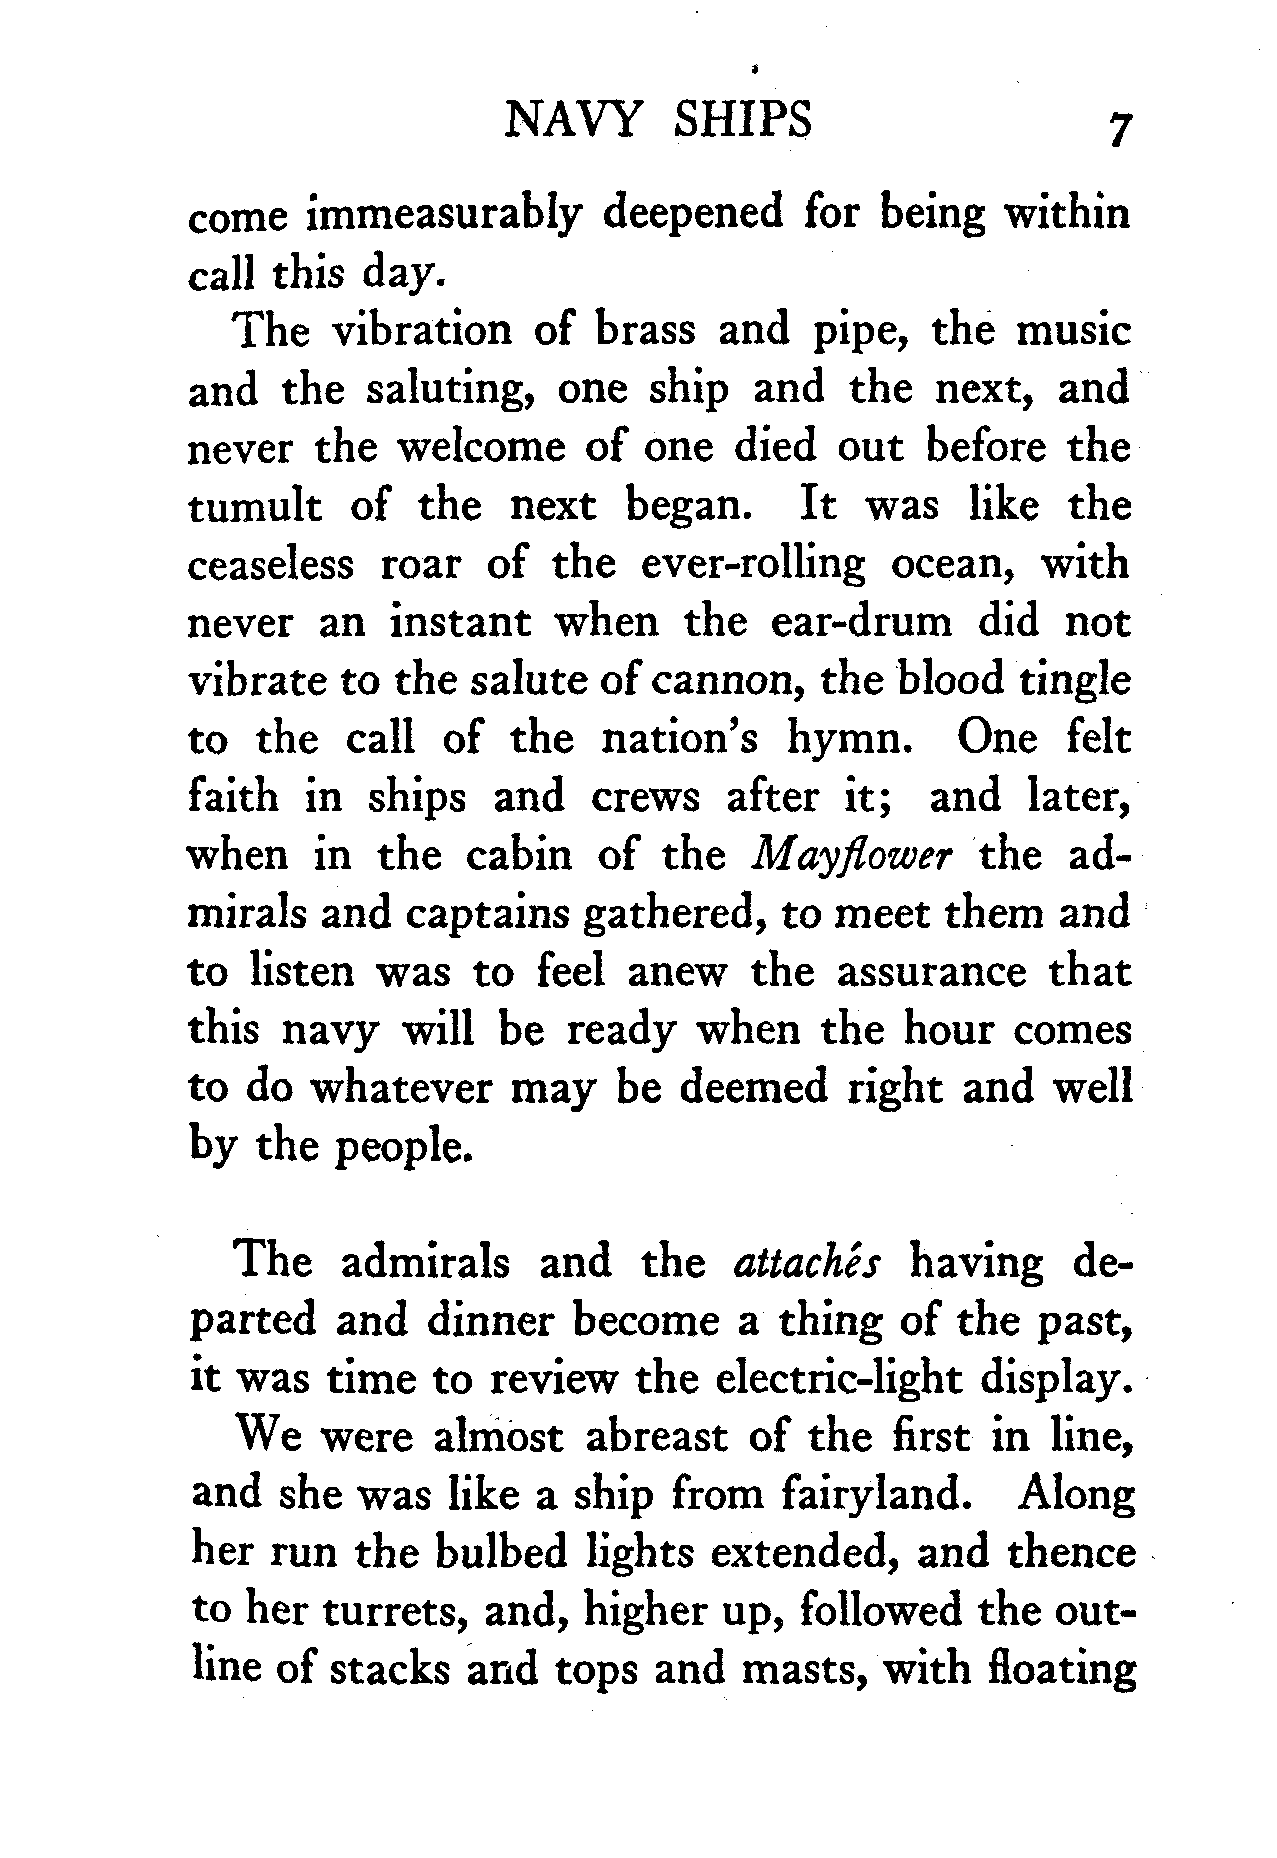 NAVY SHIPS 7
come immeasurably deepened for being within
call this day.
The vibration of brass and pipe, the music
and the saluting, one ship and the next, and
never the welcome of one died out before the
tumult of the next began. It was like the
ceaseless roar of the ever-rolling ocean, with
never an instant when the ear-drum did not
vibrate to the salute of cannon, the blood tingle
to the call of the nation's hymn. One felt
faith in ships and crews after it; and later,
when in the cabin of the Mayflower the ad-
mirals and captains gathered, to meet them and
to listen was to feel anew the assurance that
this navy will be ready when the hour comes
to do whatever may be deemed right and well
by the people.
The admirals and the attachés having de-
parted and dinner become a thing of the past,
it was time to review the electric-light display.
We were almost abreast of the first in line,
and she was like a ship from fairyland. Along
her run the bulbed lights extended, and thence
to her turrets, and, higher up, followed the out-
line of stacks and tops and masts, with floating